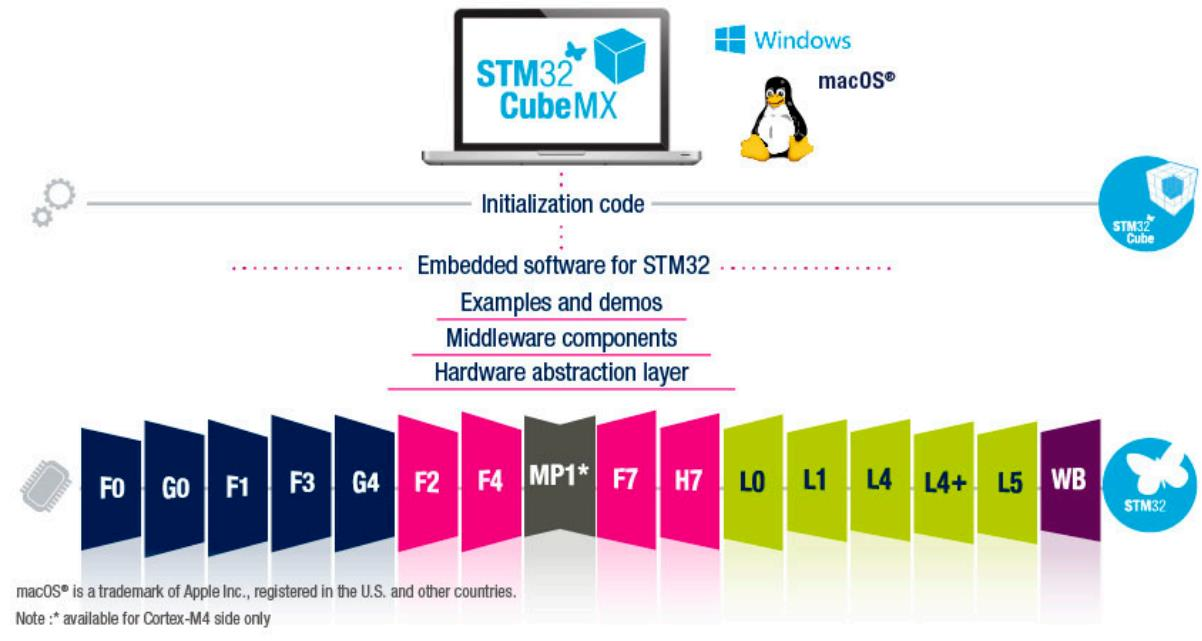 STM32
CubeMX
Windows
macOS®
Initialization code
STM32
Cube
Embedded software for STM32
Examples and demos
Middleware components
Hardware abstraction layer
F0 G0 F1 F3 G4 F2 F4 MP1* F7 H7 L0 L1 L4 L4+ L5 WB
STM32
macOS® is a trademark of Apple Inc., registered in the U.S. and other countries.
Note :* available for Cortex-M4 side only